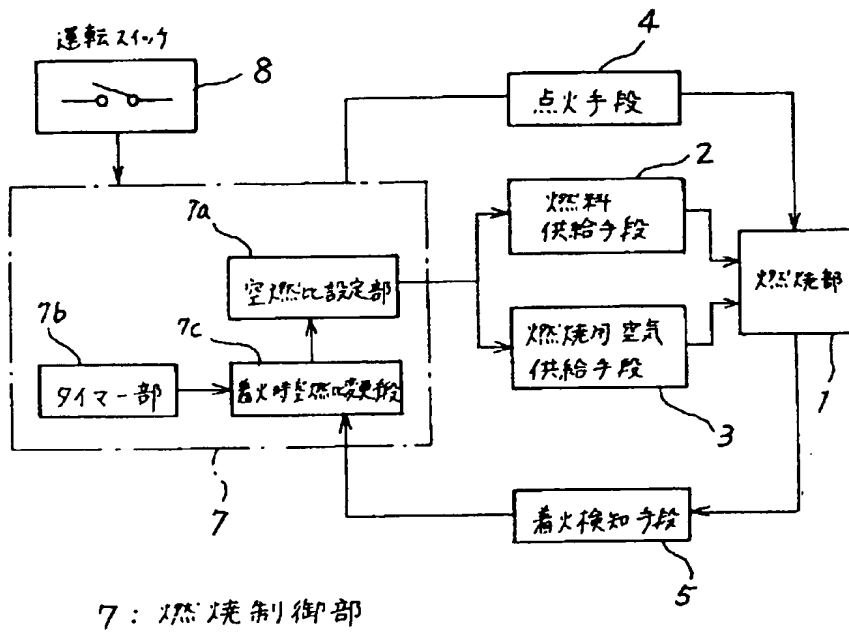 運転スイッチ
8
4
点火手段
2
燃料
供給手段
7a
空燃比設定部
燃焼部
7b
7c
燃焼用空気
供給手段
タイマー部
着火時空燃比変更手段
1
3
7
着火検知手段
5
7: 燃焼制御部